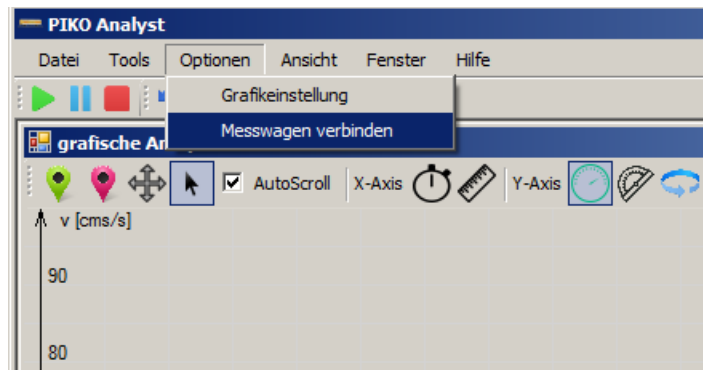 PIKO Analyst
Datei Tools Optionen Ansicht Fenster Hilfe
Grafikeinstellung
Messwagen verbinden
grafische An
AutoScroll X-Axis Y-Axis
v [cms/s]
90
80